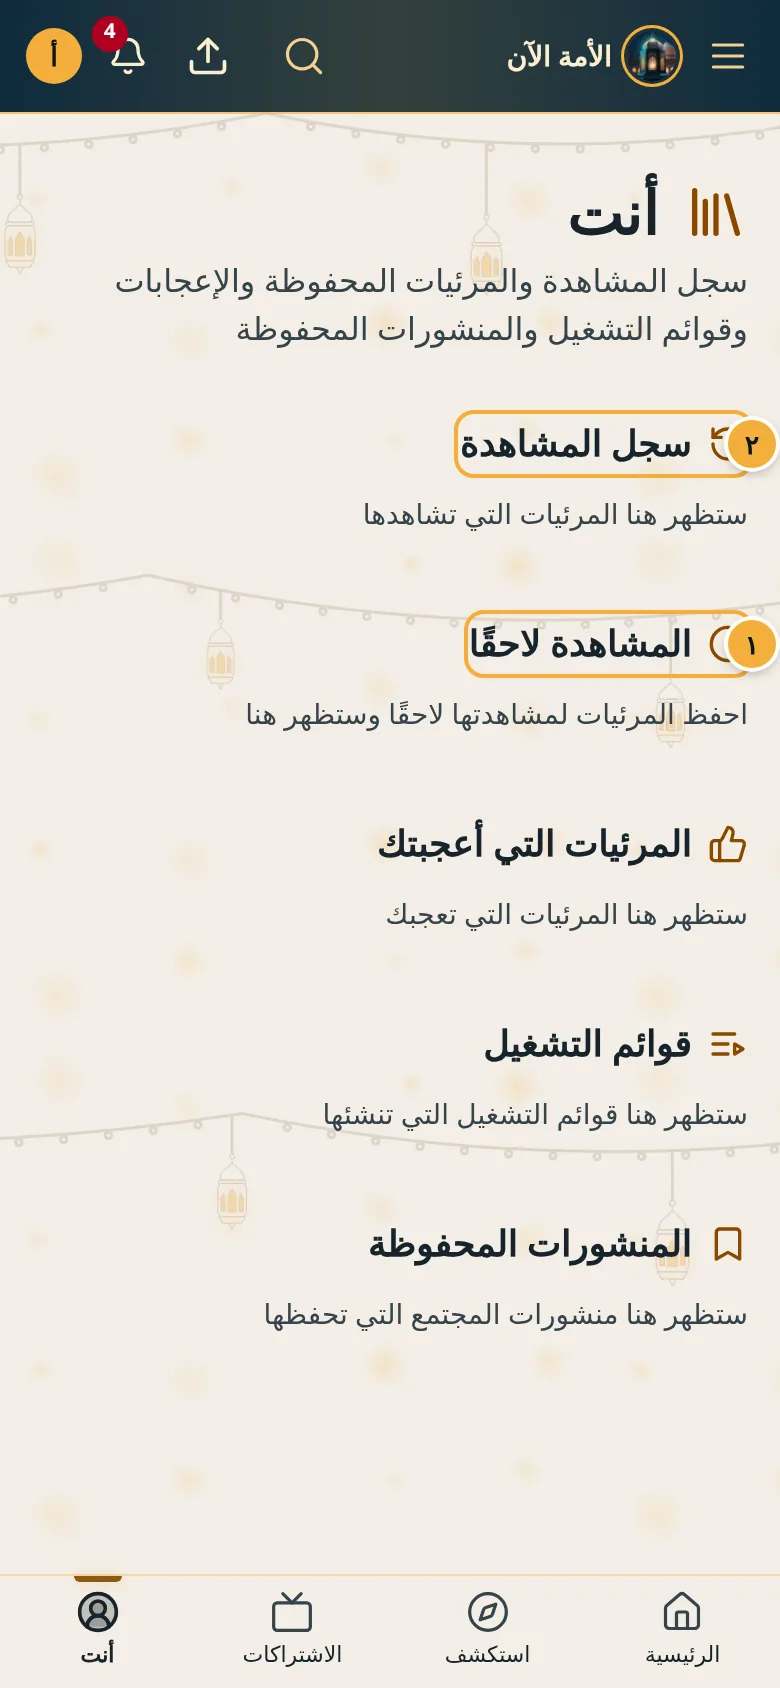 الأمة الآن
4
أ
أنت
سجل المشاهدة والمرئيات المحفوظة والإعجابات
وقوائم التشغيل والمنشورات المحفوظة
٢
سجل المشاهدة
ستظهر هنا المرئيات التي تشاهدها
١
المشاهدة لاحقًا
احفظ المرئيات لمشاهدتها لاحقًا وستظهر هنا
المرئيات التي أعجبتك
ستظهر هنا المرئيات التي تعجبك
قوائم التشغيل
ستظهر هنا قوائم التشغيل التي تنشئها
المنشورات المحفوظة
ستظهر هنا منشورات المجتمع التي تحفظها
الرئيسية
استكشف
الاشتراكات
أنت